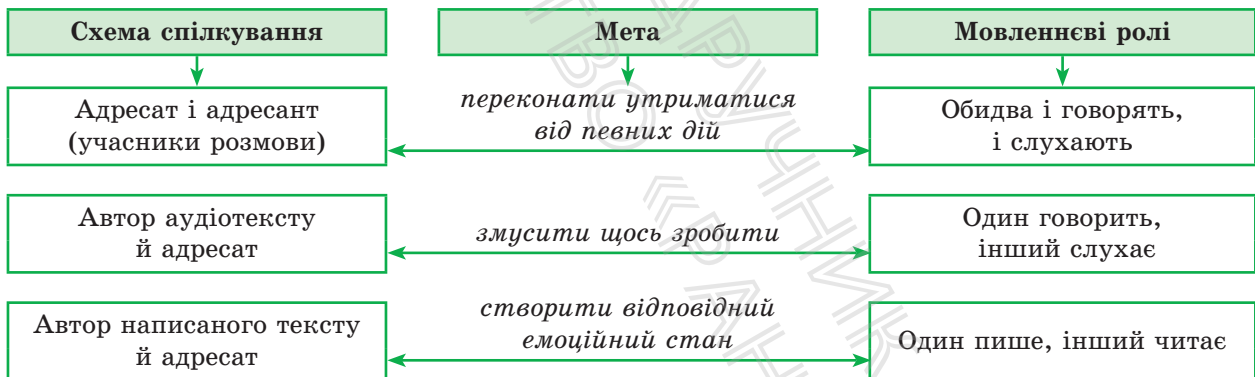 Схема спілкування
Мета
Мовленнєві ролі
Адресат і адресант
(учасники розмови)
переконати утриматися
від певних дій
Обидва і говорять,
і слухають
Автор аудіотексту
й адресат
змусити щось зробити
Один говорить,
інший слухає
Автор написаного тексту
й адресат
створити відповідний
емоційний стан
Один пише, інший читає